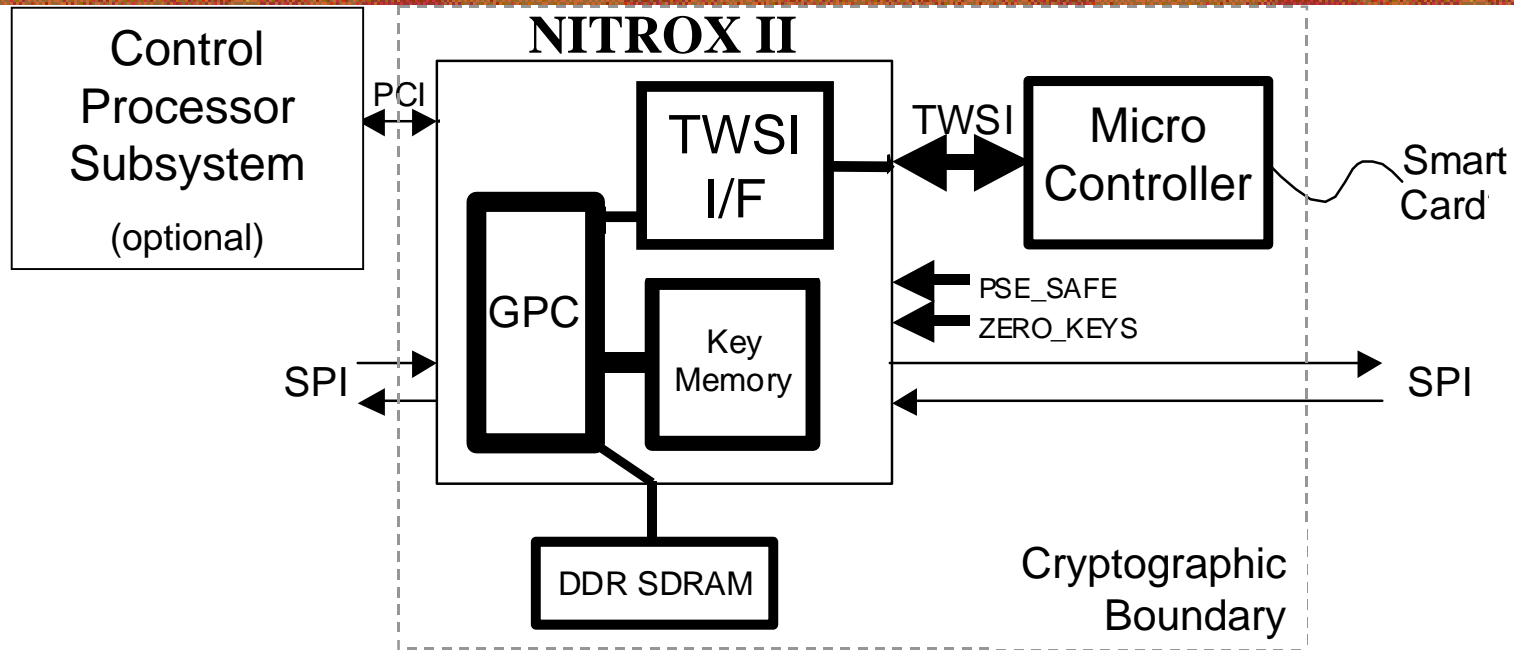 NITROX II
Control
Processor
Subsystem
(optional)
PCI
TWSI
I/F
TWSI
Micro
Controller
Smart
Card
GPC
Key
Memory
PSE_SAFE
ZERO_KEYS
SPI
SPI
DDR SDRAM
Cryptographic
Boundary